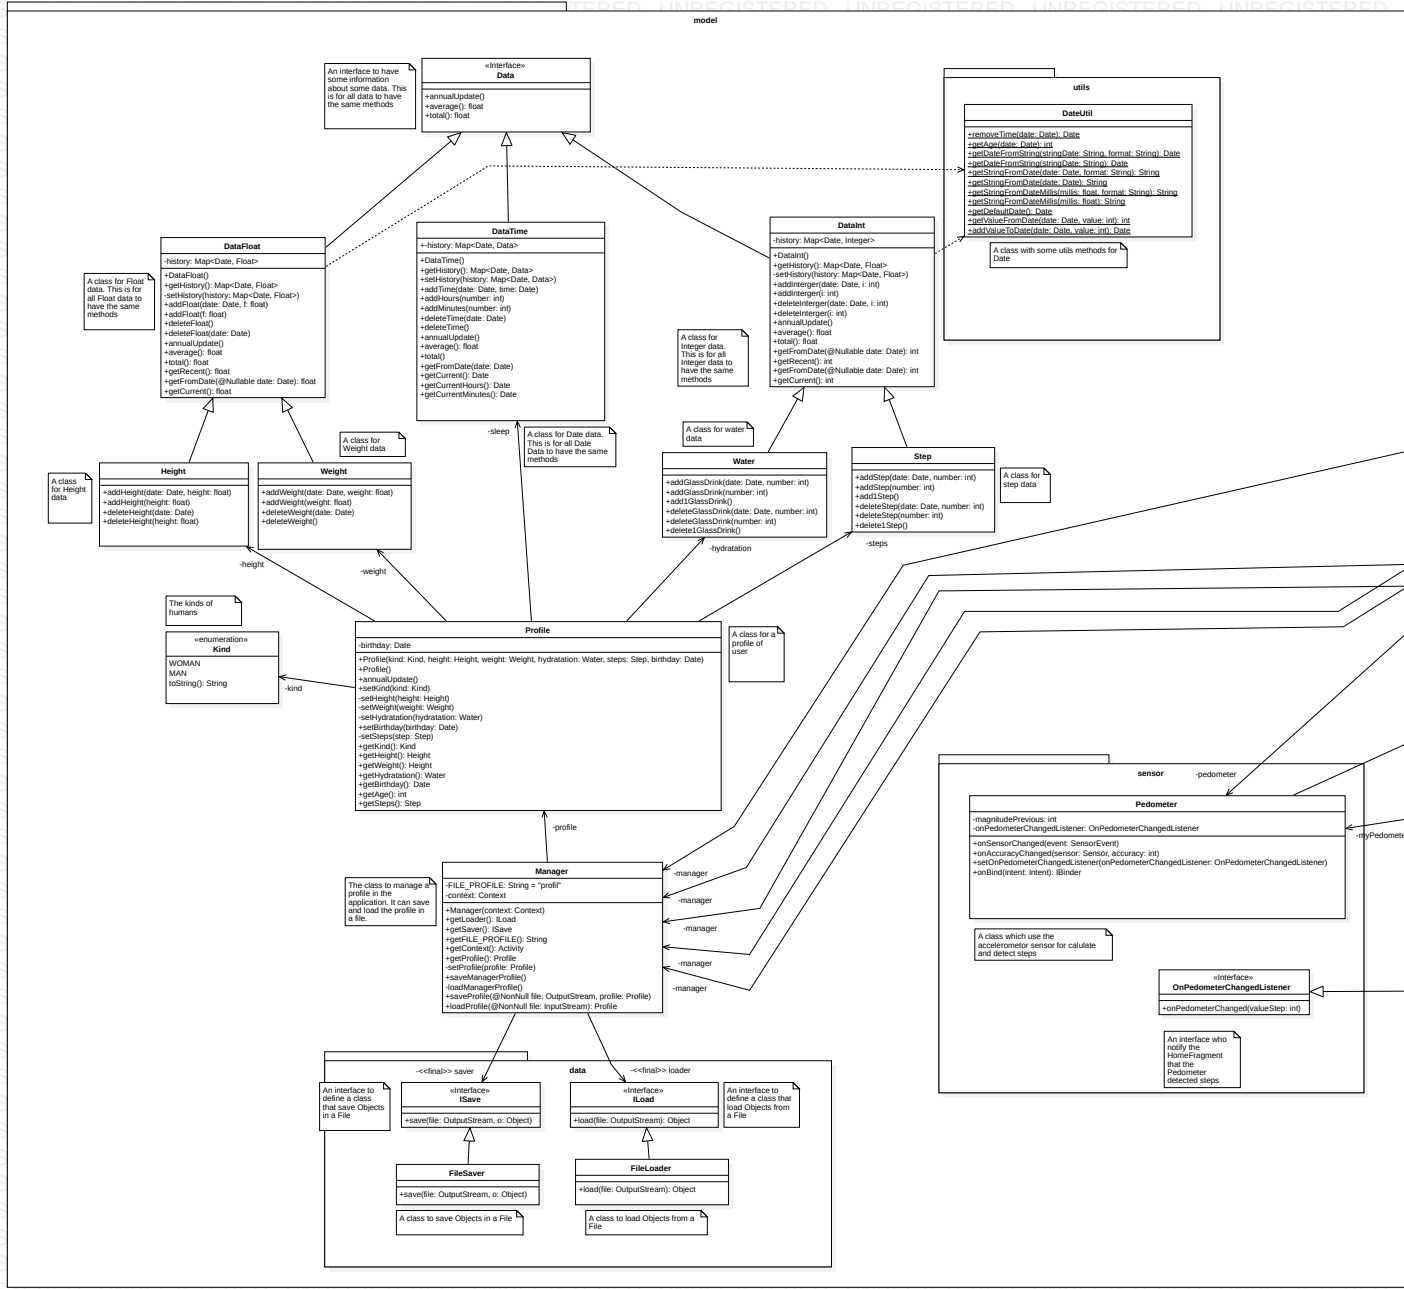 UNREGISTERED UNREGISTERED UNREGISTERED UNREGISTERED
model
An interface to have
some information
about some data. This
is for all data to have
the same methods
«Interface»
Data
+annualUpdate()
+average(): float
+total(): float
utils
DateUtil
+removeTime(date: Date): Date
+getAge(date: Date): int
+getDateFromString(stringDate: String, format: String): Date
+getDateFromString(stringDate: String): Date
+getStringFromDate(date: Date, format: String): String
+getStringFromDate(date: Date): String
+getStringFromDateMillis(millis: float, format: String): String
+getStringFromDateMillis(millis: float): String
+getDefaultDate(): Date
+getValueFromDate(date: Date, value: int): int
+addValueToDate(date: Date, value: int): Date
A class with some utils methods for
Date
A class for Float
data. This is for
all Float data to
have the same
methods
DataFloat
-history: Map<Date, Float>
+DataFloat()
+getHistory(): Map<Date, Float>
-setHistory(history: Map<Date, Float>)
+addFloat(date: Date, f: float)
+addFloat(f: float)
+deleteFloat()
+deleteFloat(date: Date)
+annualUpdate()
+average(): float
+total(): float
+getRecent(): float
+getFromDate(@Nullable date: Date): float
+getCurrent(): float
DataTime
+-history: Map<Date, Data>
+DataTime()
+getHistory(): Map<Date, Data>
+setHistory(history: Map<Date, Data>)
+addTime(date: Date, time: Date)
+addHours(number: int)
+addMinutes(number: int)
+deleteTime(date: Date)
+deleteTime()
+annualUpdate()
+average(): float
+total()
+getFromDate(date: Date)
+getCurrent(): Date
+getCurrentHours(): Date
+getCurrentMinutes(): Date
DataInt
-history: Map<Date, Integer>
+DataInt()
+getHistory(): Map<Date, Float>
-setHistory(history: Map<Date, Float>)
+addInterger(date: Date, i: int)
+addInterger(i: int)
+deleteInterger(date: Date, i: int)
+deleteInterger(i: int)
+annualUpdate()
+average(): float
+total(): float
+getFromDate(@Nullable date: Date): int
+getRecent(): int
+getFromDate(@Nullable date: Date): int
+getCurrent(): int
A class for
Integer data.
This is for all
Integer data to
have the same
methods
-sleep
A class for Date data.
This is for all Date
Data to have the same
methods
A class for
Weight data
A class for water
data
A class
for Height
data
Height
+addHeight(date: Date, height: float)
+addHeight(height: float)
+deleteHeight(date: Date)
+deleteHeight(height: float)
Weight
+addWeight(date: Date, weight: float)
+addWeight(weight: float)
+deleteWeight(date: Date)
+deleteWeight()
Water
+addGlassDrink(date: Date, number: int)
+addGlassDrink(number: int)
+add1GlassDrink()
+deleteGlassDrink(date: Date, number: int)
+deleteGlassDrink(number: int)
+delete1GlassDrink()
Step
+addStep(date: Date, number: int)
+addStep(number: int)
+add1Step()
+deleteStep(date: Date, number: int)
+deleteStep(number: int)
+delete1Step()
A class for
step data
-height
-weight
-hydratation
-steps
The kinds of
humans
«enumeration»
Kind
WOMAN
MAN
toString(): String
-kind
Profile
-birthday: Date
+Profile(kind: Kind, height: Height, weight: Weight, hydratation: Water, steps: Step, birthday: Date)
+Profile()
+annualUpdate()
+setKind(kind: Kind)
-setHeight(height: Height)
-setWeight(weight: Weight)
-setHydratation(hydratation: Water)
+setBirthday(birthday: Date)
-setSteps(step: Step)
+getKind(): Kind
+getHeight(): Height
+getWeight(): Height
+getHydratation(): Water
+getBirthday(): Date
+getAge(): int
+getSteps(): Step
A class for a
profile of
user
-profile
The class to manage a
profile in the
application. It can save
and load the profile in
a file.
Manager
-FILE_PROFILE: String = "profil"
-context: Context
+Manager(context: Context)
+getLoader(): ILoad
+getSaver(): ISave
+getFILE_PROFILE(): String
+getContext(): Activity
+getProfile(): Profile
-setProfile(profile: Profile)
+saveManagerProfile()
-loadManagerProfile()
+saveProfile(@NonNull file: OutputStream, profile: Profile)
+loadProfile(@NonNull file: InputStream): Profile
-manager
-manager
-manager
-manager
-manager
sensor
-pedometer
Pedometer
-magnitudePrevious: int
-onPedometerChangedListener: OnPedometerChangedListener
+onSensorChanged(event: SensorEvent)
+onAccuracyChanged(sensor: Sensor, accuracy: int)
+setOnPedometerChangedListener(onPedometerChangedListener: OnPedometerChangedListener)
+onBind(intent: Intent): IBinder
-myPedomete
A class which use the
accelerometor sensor for calulate
and detect steps
«Interface»
OnPedometerChangedListener
+onPedometerChanged(valueStep: int)
An interface who
notify the
HomeFragment
that the
Pedometer
detected steps
data
-<<final>> saver
-<<final>> loader
An interface to
define a class
that save Objects
in a File
«Interface»
ISave
+save(file: OutputStream, o: Object)
«Interface»
ILoad
+load(file: OutputStream): Object
An interface to
define a class that
load Objects from
a File
FileSaver
+save(file: OutputStream, o: Object)
A class to save Objects in a File
FileLoader
+load(file: OutputStream): Object
A class to load Objects from a
File